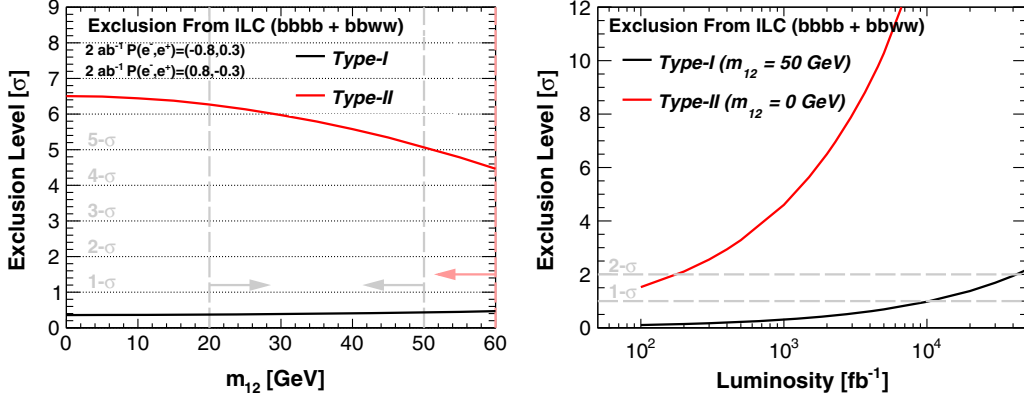 Exclusion From ILC (bbbb + bbww)
2 ab⁻¹ P(e⁻,e⁺)=(-0.8,0.3)
2 ab⁻¹ P(e⁻,e⁺)=(0.8,-0.3)
Type-I
Type-II
5-σ
4-σ
3-σ
2-σ
1-σ
9
8
7
6
5
4
3
2
1
0
Exclusion Level [σ]
0 10 20 30 40 50 60
m₁₂ [GeV]
Exclusion From ILC (bbbb + bbww)
Type-I (m₁₂ = 50 GeV)
Type-II (m₁₂ = 0 GeV)
2-σ
1-σ
12
10
8
6
4
2
0
Exclusion Level [σ]
10² 10³ 10⁴
Luminosity [fb⁻¹]